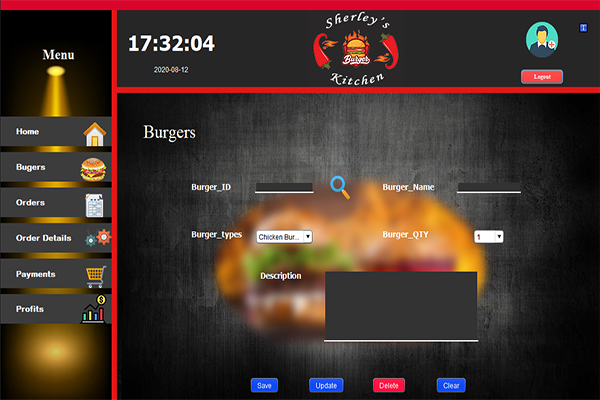 Menu
Home
Bugers
Orders
Order Details
Payments
Profits
17:32:04
2020-08-12
Sherley's
Burger
Kitchen
Logout
Burgers
Burger_ID
Burger_Name
Burger_types
Chicken Bur...
Burger_QTY
1
Description
Save
Update
Delete
Clear